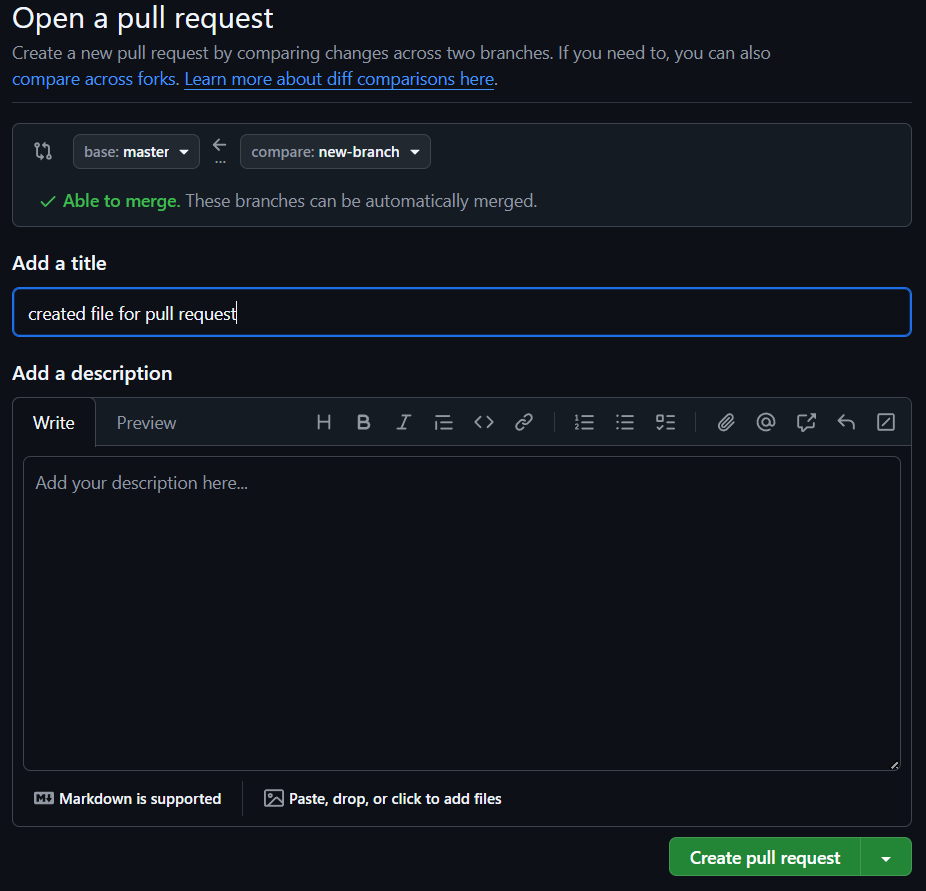 Open a pull request
Create a new pull request by comparing changes across two branches. If you need to, you can also
compare across forks. Learn more about diff comparisons here.
base: master
...
compare: new-branch
Able to merge. These branches can be automatically merged.
Add a title
created file for pull request
Add a description
Write Preview H B I
Add your description here...
Markdown is supported Paste, drop, or click to add files
Create pull request